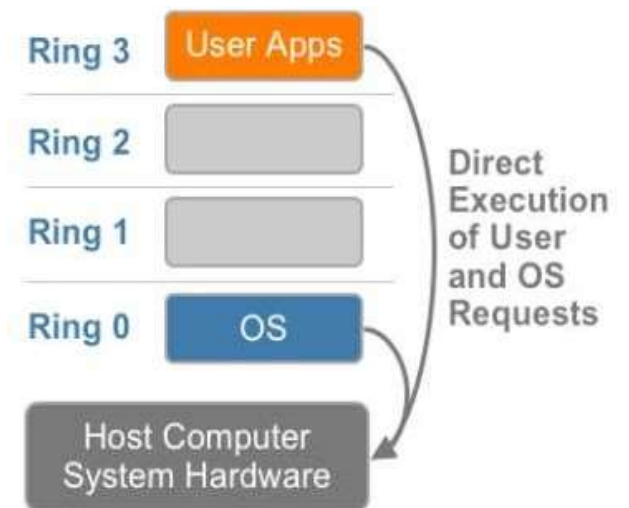 Ring 3
User Apps
Ring 2
Ring 1
Ring 0
OS
Direct
Execution
of User
and OS
Requests
Host Computer
System Hardware